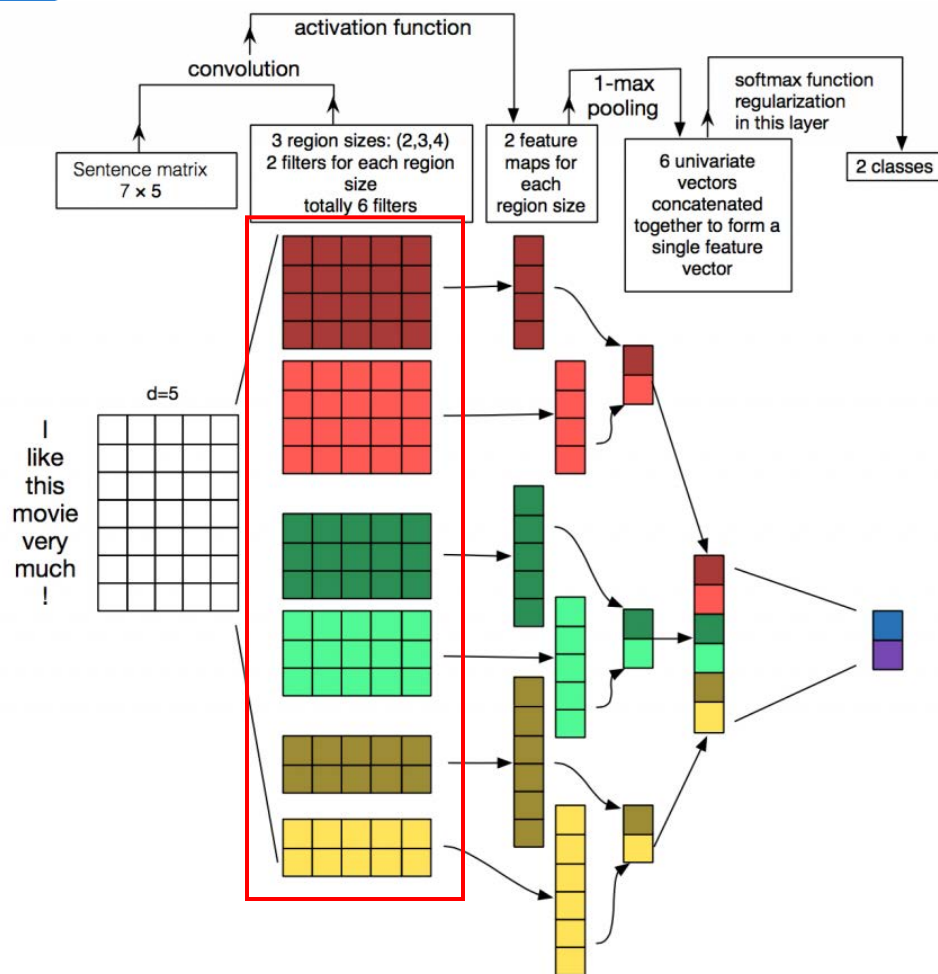 activation function
convolution
1-max
pooling
softmax function
regularization
in this layer
Sentence matrix
7 × 5
3 region sizes: (2,3,4)
2 filters for each region
size
totally 6 filters
2 feature
maps for
each
region size
6 univariate
vectors
concatenated
together to form a
single feature
vector
2 classes
d=5
I
like
this
movie
very
much
!